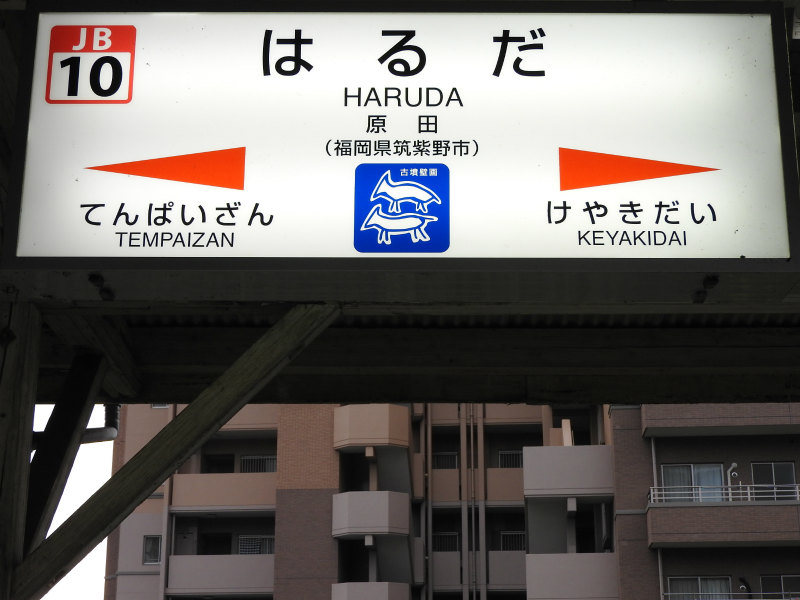 JB
10
はるだ
HARUDA
原田
(福岡県筑紫野市)
古墳壁画
てんぱいざん
TEMPAIZAN
けやきだい
KEYAKIDAI